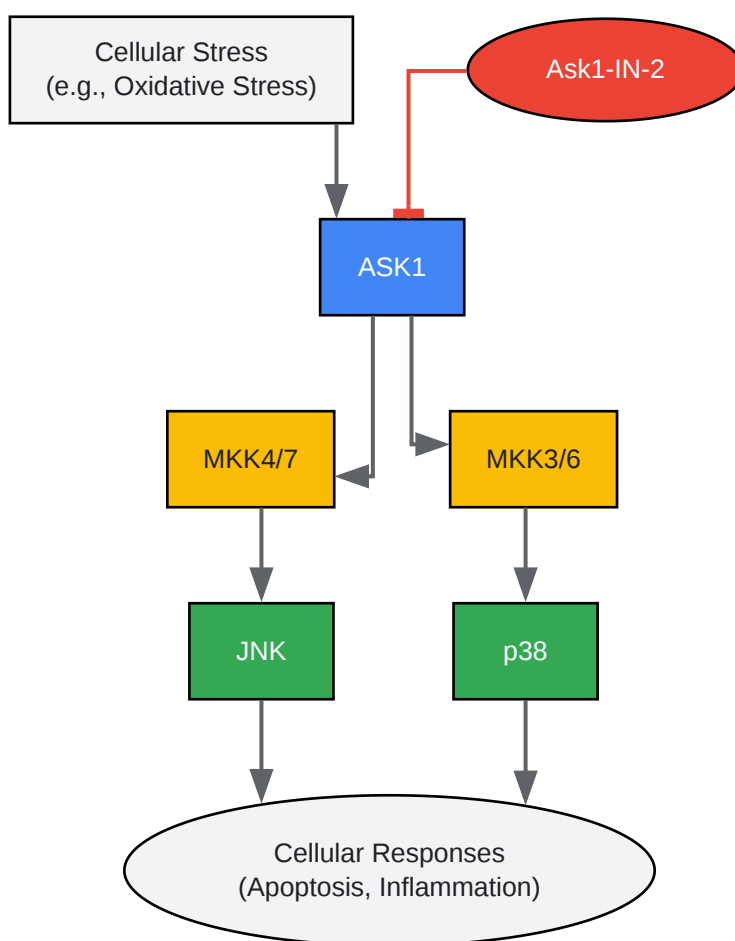 Cellular Stress
(e.g., Oxidative Stress)
Ask1-IN-2
ASK1
MKK4/7
MKK3/6
JNK
p38
Cellular Responses
(Apoptosis, Inflammation)